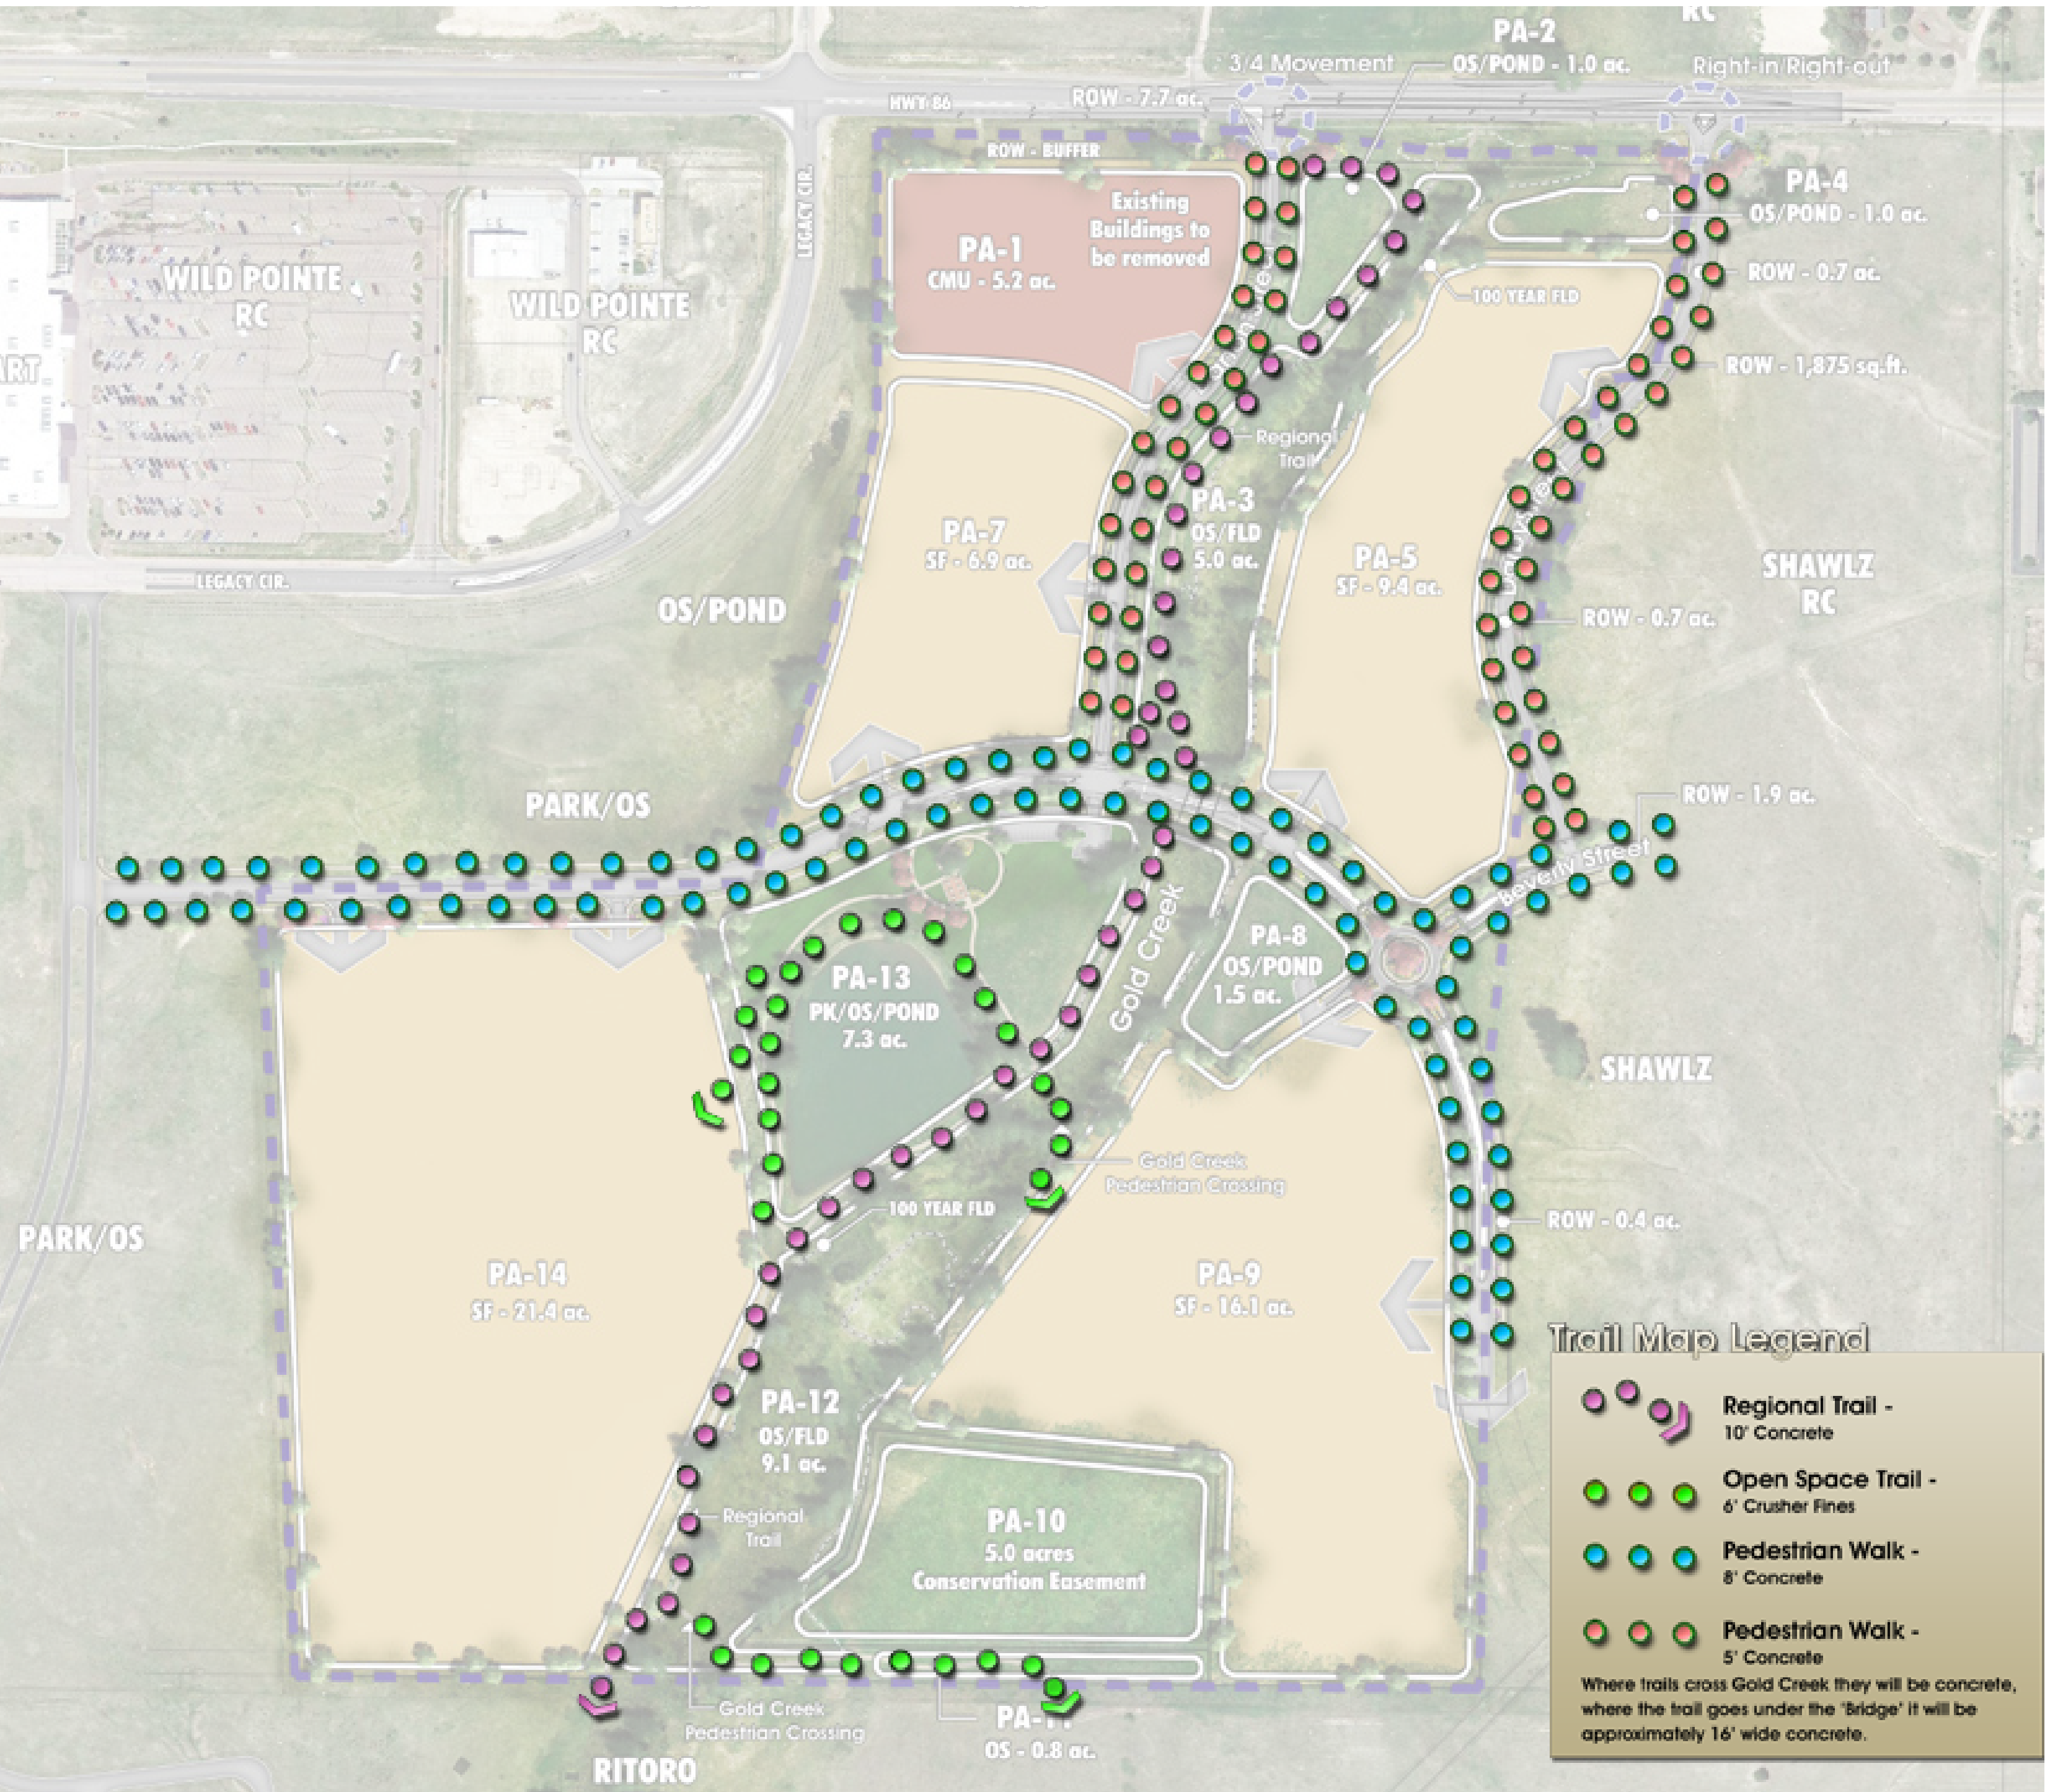 RC
PA-2
OS/POND - 1.0 ac.
3/4 Movement
Right-in/Right-out
HWY 86
ROW - 7.7 ac.
ROW - BUFFER
LEGACY CIR.
PA-4
OS/POND - 1.0 ac.
Existing
Buildings to
be removed
PA-1
CMU - 5.2 ac.
WILD POINTE
RC
WILD POINTE
RC
ROW - 0.7 ac.
100 YEAR FLD
ART
ROW - 1,875 sq.ft.
Regional
Trail
PA-3
OS/FLD
5.0 ac.
PA-7
SF - 6.9 ac.
PA-5
SF - 9.4 ac.
SHAWLZ
RC
LEGACY CIR.
OS/POND
ROW - 0.7 ac.
PARK/OS
ROW - 1.9 ac.
Beverly Street
Gold Creek
PA-8
OS/POND
1.5 ac.
PA-13
PK/OS/POND
7.3 ac.
SHAWLZ
Gold Creek
Pedestrian Crossing
100 YEAR FLD
ROW - 0.4 ac.
PARK/OS
PA-14
SF - 21.4 ac.
PA-9
SF - 16.1 ac.
PA-12
OS/FLD
9.1 ac.
Regional
Trail
PA-10
5.0 acres
Conservation Easement
Gold Creek
Pedestrian Crossing
OS - 0.8 ac.
RITORO
Trail Map Legend
Regional Trail -
10' Concrete
Open Space Trail -
6' Crusher Fines
Pedestrian Walk -
8' Concrete
Pedestrian Walk -
5' Concrete
Where trails cross Gold Creek they will be concrete,
where the trail goes under the 'Bridge' it will be
approximately 16' wide concrete.